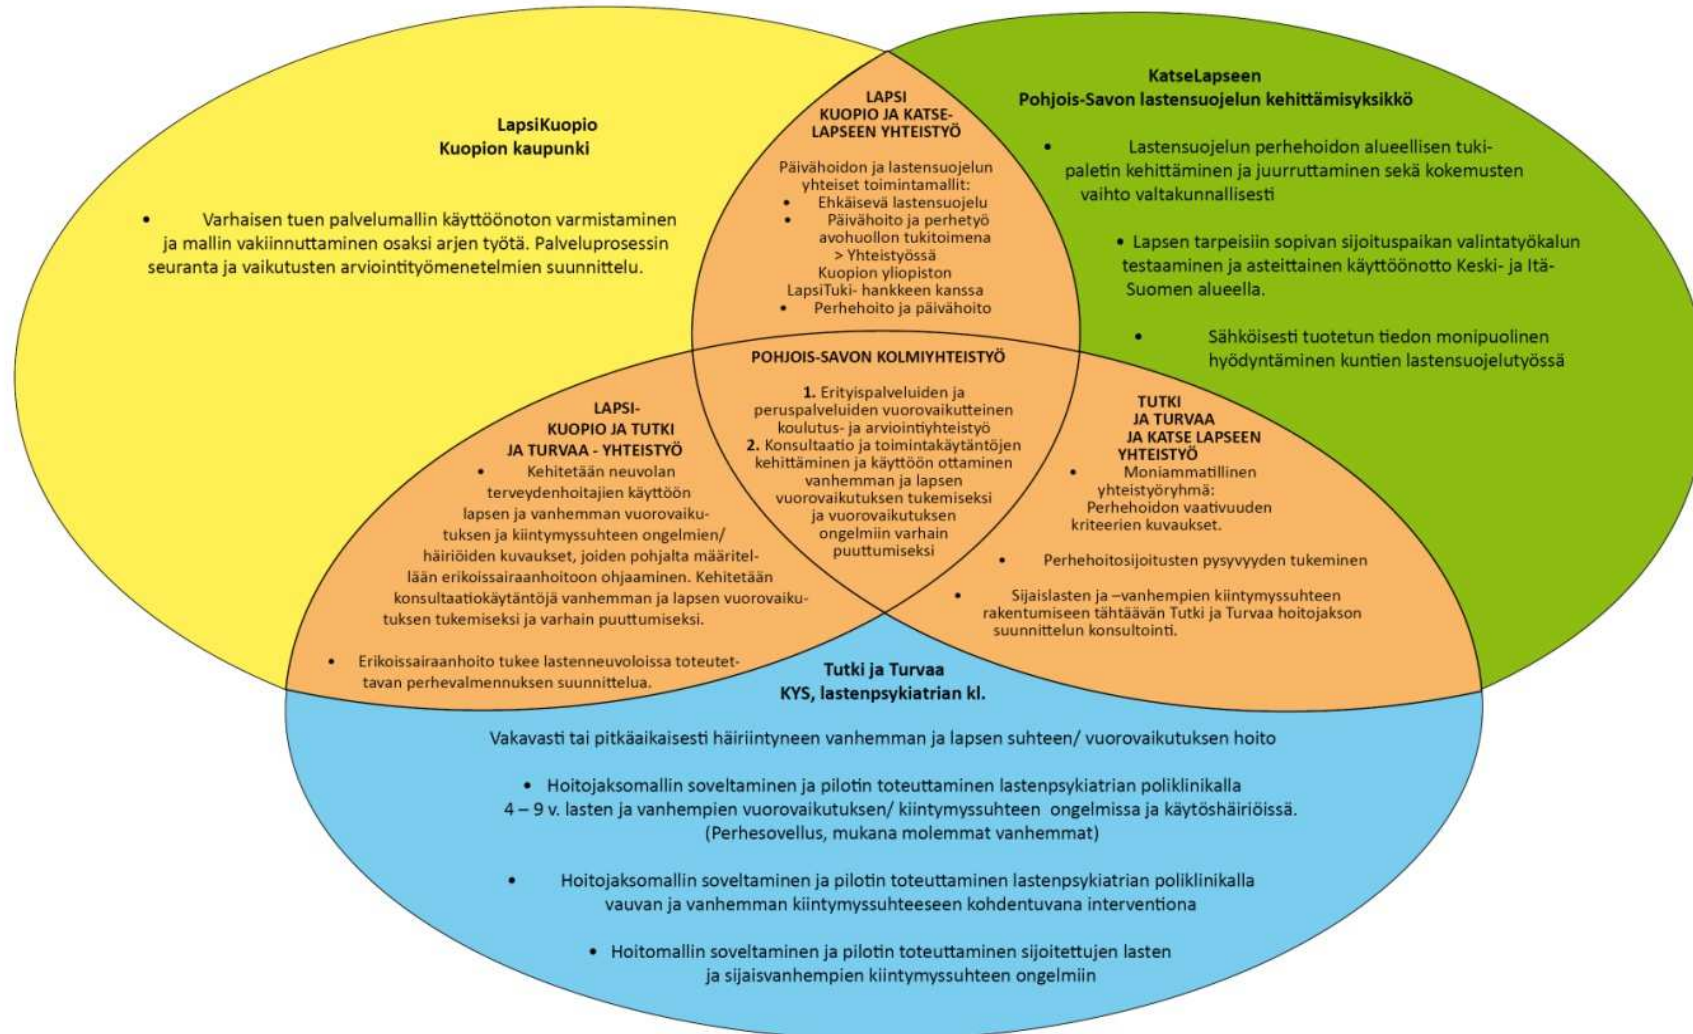 LapsiKuopio
Kuopion kaupunki
• Varhaisen tuen palvelumallin käyttöönoton varmistaminen
ja mallin vakiinnuttaminen osaksi arjen työtä. Palveluprosessin
seuranta ja vaikutusten arviointityömenetelmien suunnittelu.
LAPSI
KUOPIO JA KATSE-
LAPSEEN YHTEISTYÖ
Päivähoidon ja lastensuojelun
yhteiset toimintamallit:
• Ehkäisevä lastensuojelu
• Päivähoito ja perhetyö
avohuollon tukitoimena
> Yhteistyössä
Kuopion yliopiston
LapsiTuki- hankkeen kanssa
• Perhehoito ja päivähoito
KatseLapseen
Pohjois-Savon lastensuojelun kehittämisyksikkö
• Lastensuojelun perhehoidon alueellisen tuki-
paletin kehittäminen ja juurruttaminen sekä kokemusten
vaihto valtakunnallisesti
• Lapsen tarpeisiin sopivan sijoituspaikan valintatyökalun
testaaminen ja asteittainen käyttöönotto Keski- ja Itä-
Suomen alueella.
• Sähköisesti tuotetun tiedon monipuolinen
hyödyntäminen kuntien lastensuojelutyössä
POHJOIS-SAVON KOLMIYHTEISTYÖ
1. Erityispalveluiden ja
peruspalveluiden vuorovaikutteinen
koulutus- ja arviointiyhteistyö
2. Konsultaatio ja toimintakäytäntöjen
kehittäminen ja käyttöön ottaminen
vanhemman ja lapsen
vuorovaikutuksen tukemiseksi
ja vuorovaikutuksen
ongelmiin varhain
puuttumiseksi
LAPSI-
KUOPIO JA TUTKI
JA TURVAA - YHTEISTYÖ
• Kehitetään neuvolan
terveydenhoitajien käyttöön
lapsen ja vanhemman vuorovaiku-
tuksen ja kiintymyssuhteen ongelmien/
häiriöiden kuvaukset, joiden pohjalta määritel-
lään erikoissairaanhoitoon ohjaaminen. Kehitetään
konsultaatiokäytäntöjä vanhemman ja lapsen vuorovaiku-
tuksen tukemiseksi ja varhain puuttumiseksi.
• Erikoissairaanhoito tukee lastenneuvoloissa toteutet-
tavan perhevalmennuksen suunnittelua.
TUTKI
JA TURVAA
JA KATSE LAPSEEN
YHTEISTYÖ
• Moniammatillinen
yhteistyöryhmä:
Perhehoidon vaativuuden
kriteerien kuvaukset.
• Perhehoitosijoitusten pysyvyyden tukeminen
• Sijaislasten ja –vanhempien kiintymyssuhteen
rakentumiseen tähtäävän Tutki ja Turvaa hoitojakson
suunnittelun konsultointi.
Tutki ja Turvaa
KYS, lastenpsykiatrian kl.
Vakavasti tai pitkäaikaisesti häiriintyneen vanhemman ja lapsen suhteen/ vuorovaikutuksen hoito
• Hoitojaksomallin soveltaminen ja pilotin toteuttaminen lastenpsykiatrian poliklinikalla
4 – 9 v. lasten ja vanhempien vuorovaikutuksen/ kiintymyssuhteen ongelmissa ja käytöshäiriöissä.
(Perhesovellus, mukana molemmat vanhemmat)
• Hoitojaksomallin soveltaminen ja pilotin toteuttaminen lastenpsykiatrian poliklinikalla
vauvan ja vanhemman kiintymyssuhteeseen kohdentuvana interventiona
• Hoitomallin soveltaminen ja pilotin toteuttaminen sijoitettujen lasten
ja sijaisvanhempien kiintymyssuhteen ongelmiin